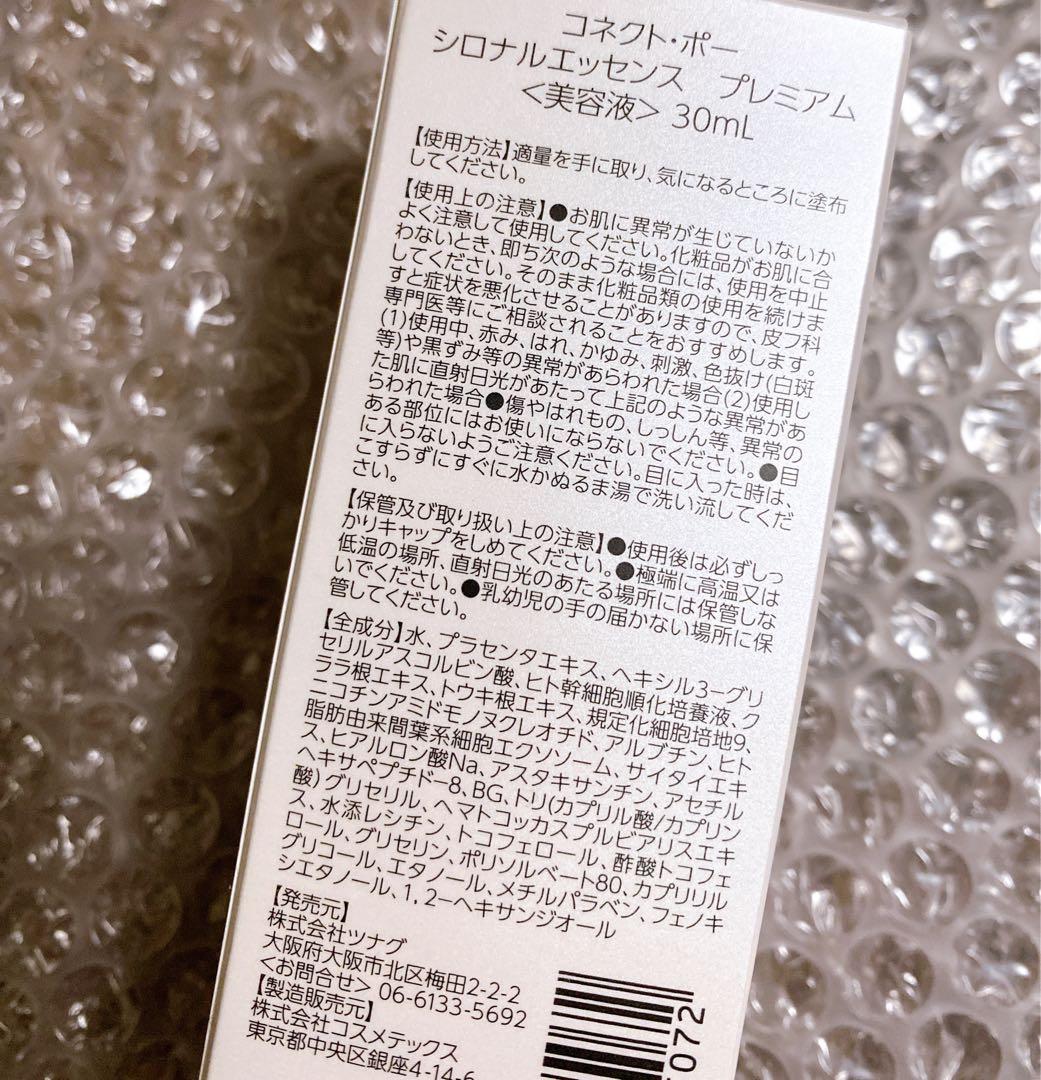 コネクト・ポー
シロナルエッセンス　プレミアム
＜美容液＞ 30mL
【使用方法】適量を手に取り、気になるところに塗布
してください。
【使用上の注意】●お肌に異常が生じていないか
よく注意して使用してください。化粧品がお肌に合
わないとき、即ち次のような場合には、使用を中止
してください。そのまま化粧品類の使用を続けま
すと症状を悪化させることがありますので、皮フ科
専門医等にご相談されることをおすすめします。
(1)使用中、赤み、はれ、かゆみ、刺激、色抜け(白斑
等)や黒ずみ等の異常があらわれた場合(2)使用し
た肌に直射日光があたって上記のような異常があ
らわれた場合●傷やはれもの、しっしん等、異常の
ある部位にはお使いにならないでください。●目
に入らないようご注意ください。目に入った時は、
こすらずにすぐに水かぬるま湯で洗い流してくだ
さい。
【保管及び取り扱い上の注意】●使用後は必ずしっ
かりキャップをしめてください。●極端に高温又は
低温の場所、直射日光のあたる場所には保管しな
いでください。●乳幼児の手の届かない場所に保
管してください。
【全成分】水、プラセンタエキス、ヘキシル3-グリ
セリルアスコルビン酸、ヒト幹細胞順化培養液、ク
ララ根エキス、トウキ根エキス、規定化細胞培地9、
ニコチンアミドモノヌクレオチド、アルブチン、ヒト
脂肪由来間葉系細胞エクソソーム、サイタイエキ
ス、ヒアルロン酸Na、アスタキサンチン、アセチル
ヘキサペプチド-8、BG、トリ(カプリル酸/カプリン
酸)グリセリル、ヘマトコッカスプルビアリスエキ
ス、水添レシチン、トコフェロール、酢酸トコフェ
ロール、グリセリン、ポリソルベート80、カプリリル
グリコール、エタノール、メチルパラベン、フェノキ
シエタノール、1,2-ヘキサンジオール
【発売元】
株式会社ツナグ
大阪府大阪市北区梅田2-2-2
＜お問合せ＞ 06-6133-5692
【製造販売元】
株式会社コスメテックス
東京都中央区銀座4-14-6
072